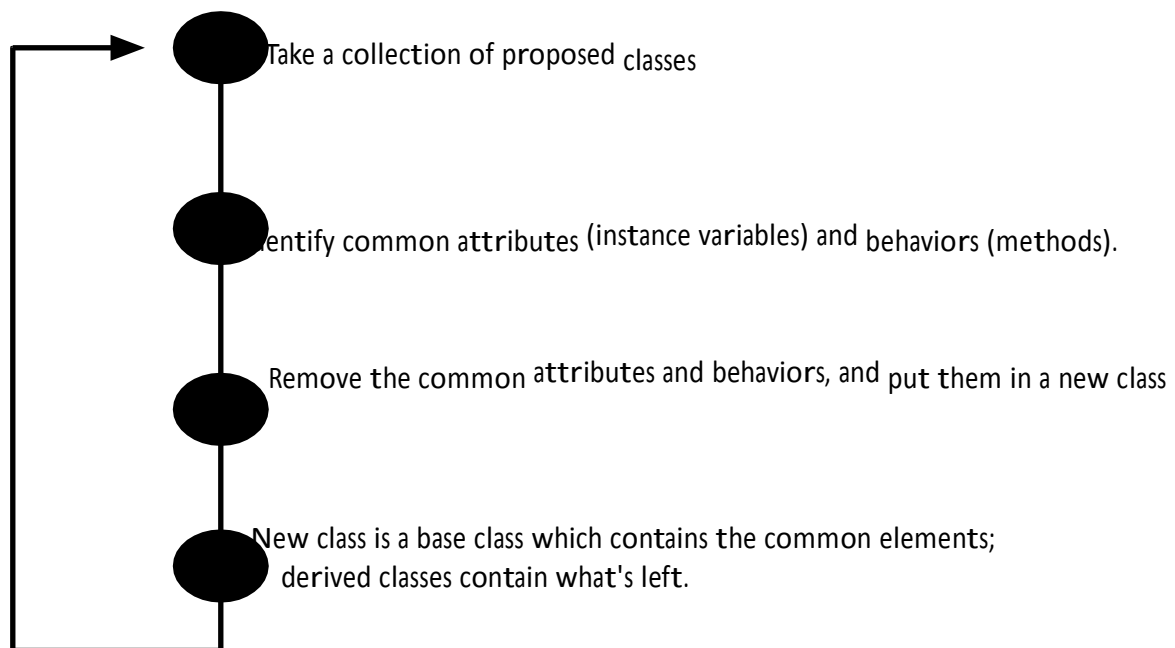 Take a collection of proposed classes
entify common attributes (instance variables) and behaviors (methods).
Remove the common attributes and behaviors, and put them in a new class
New class is a base class which contains the common elements;
derived classes contain what's left.